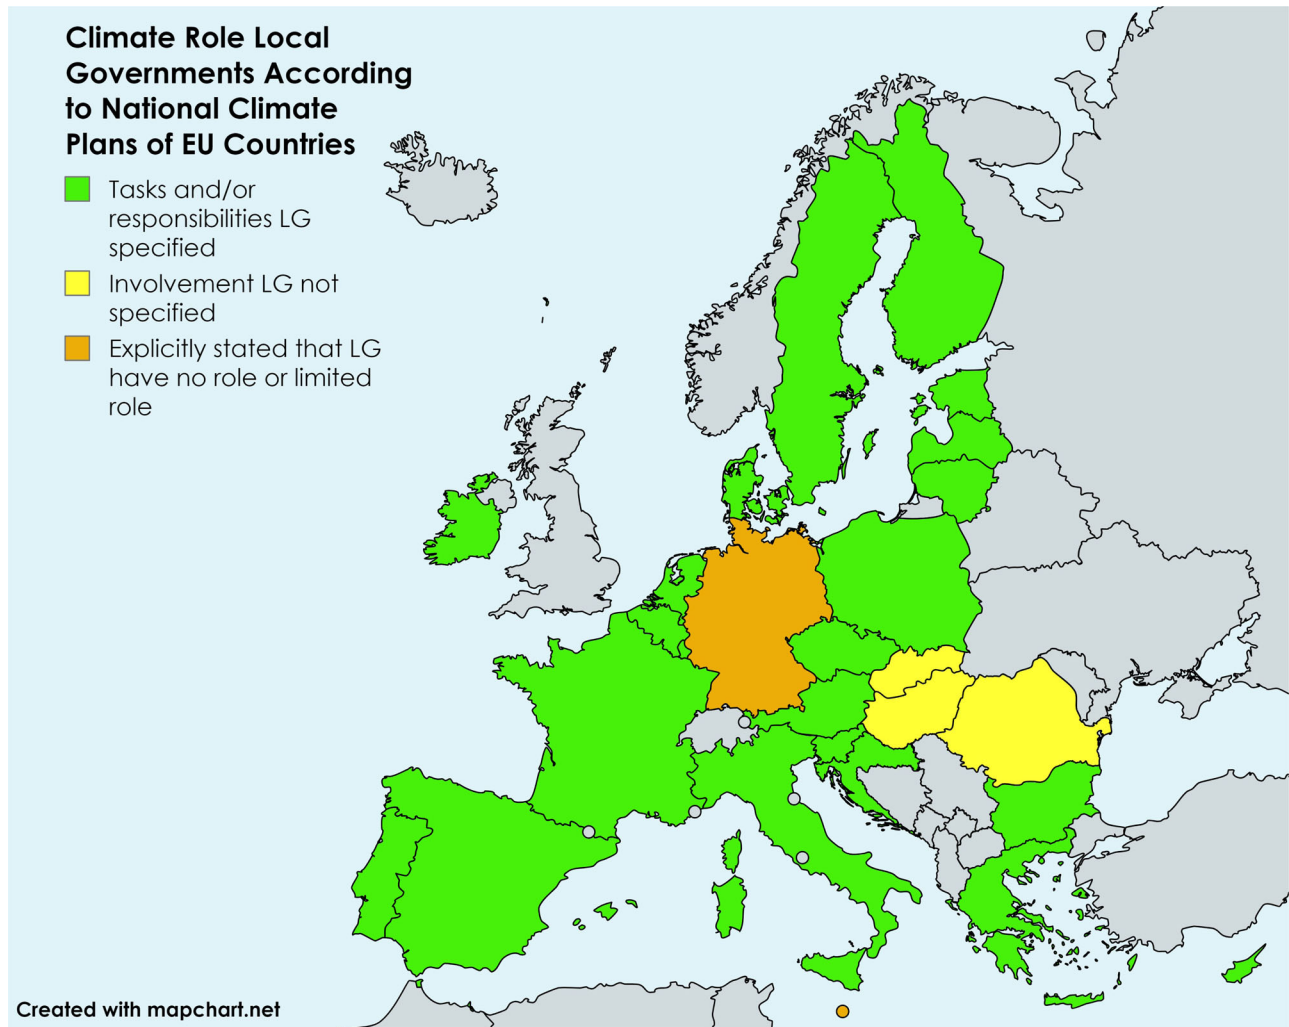 Climate Role Local
Governments According
to National Climate
Plans of EU Countries
Tasks and/or
responsibilities LG
specified
Involvement LG not
specified
Explicitly stated that LG
have no role or limited
role
Created with mapchart.net